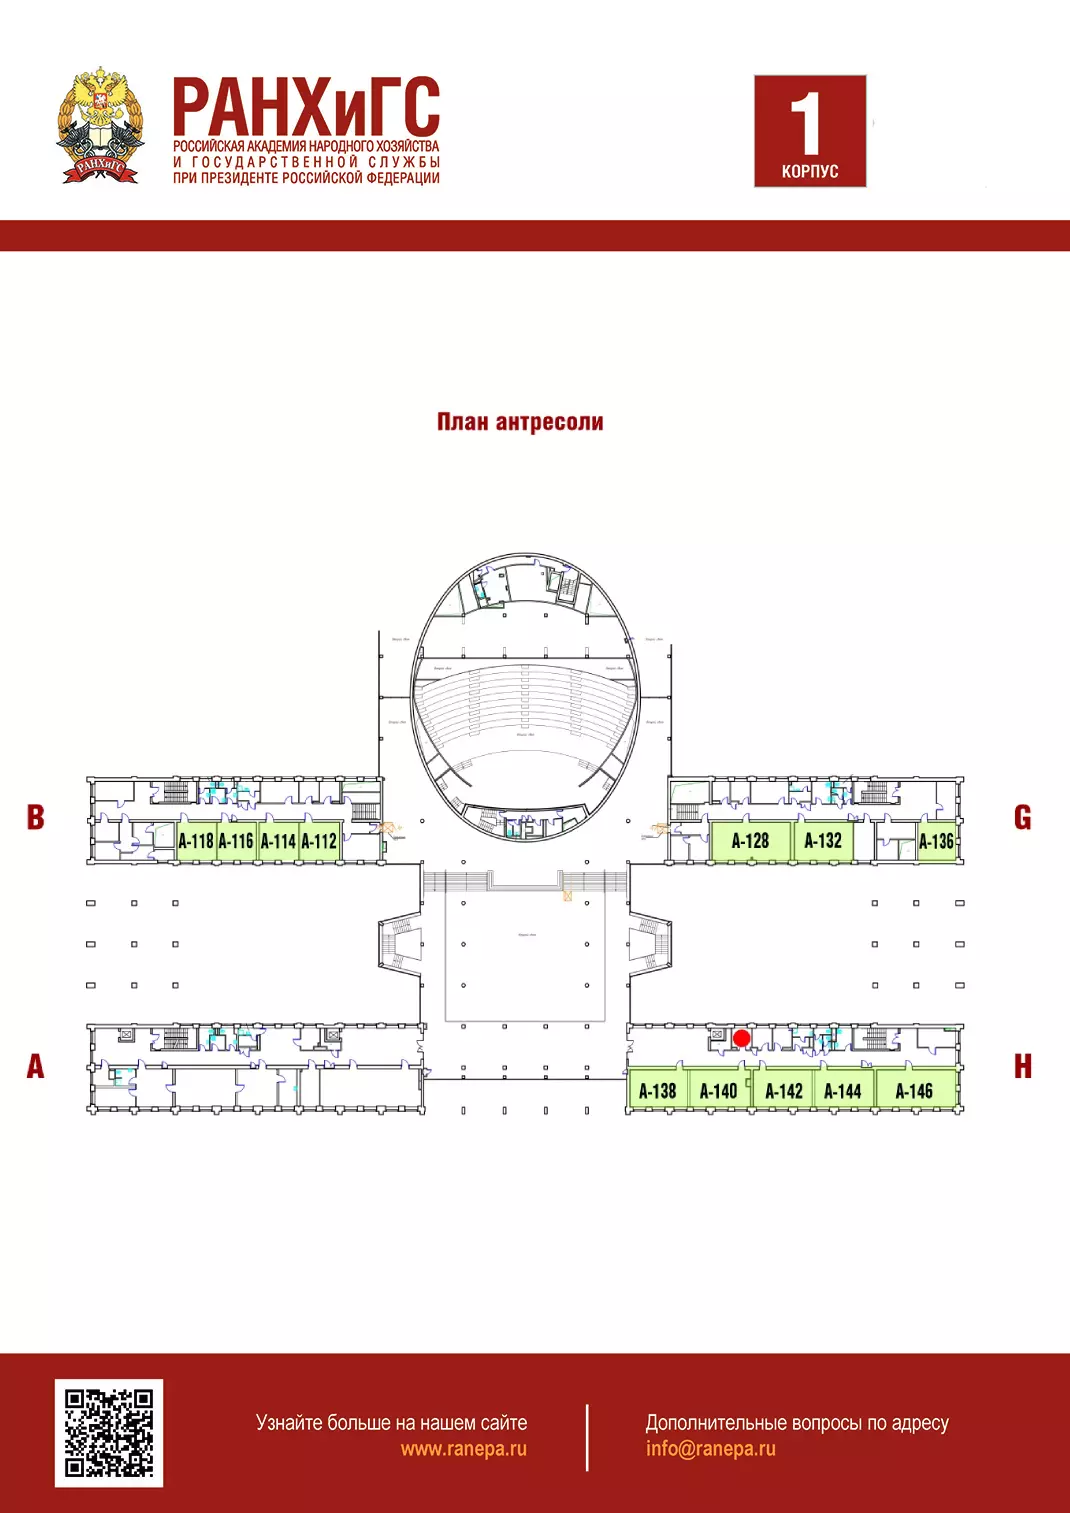 РАНХиГС
РОССИЙСКАЯ АКАДЕМИЯ НАРОДНОГО ХОЗЯЙСТВА
И ГОСУДАРСТВЕННОЙ СЛУЖБЫ
ПРИ ПРЕЗИДЕНТЕ РОССИЙСКОЙ ФЕДЕРАЦИИ
РАНХиГС
1
КОРПУС
План антресоли
B
G
A-118 A-116 A-114 A-112
A-128 A-132 A-136
A
H
A-138 A-140 A-142 A-144 A-146
Узнайте больше на нашем сайте
www.ranepa.ru
Дополнительные вопросы по адресу
info@ranepa.ru